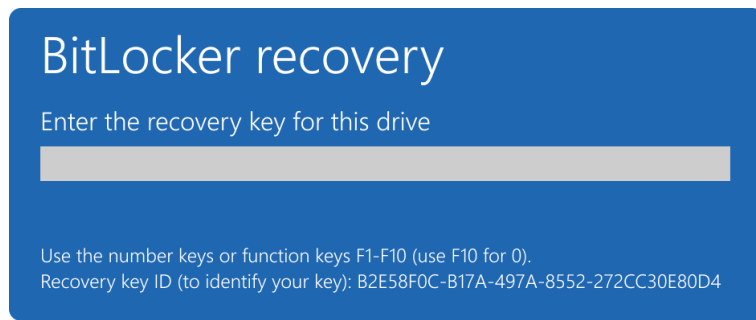 BitLocker recovery
Enter the recovery key for this drive
Use the number keys or function keys F1-F10 (use F10 for 0).
Recovery key ID (to identify your key): B2E58F0C-B17A-497A-8552-272CC30E80D4